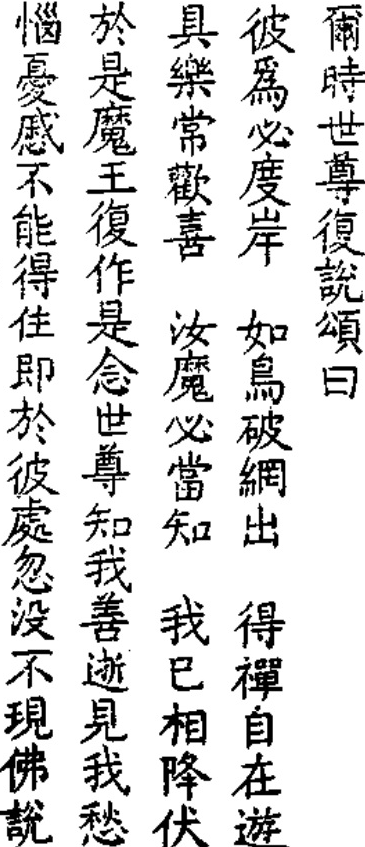 爾時世尊復說頌曰
彼爲必度岸　如鳥破網出　得禪自在遊
具樂常歡喜　汝魔必當知　我已相降伏
於是魔王復作是念世尊知我善逝見我愁
惱憂慼不能得住即於彼處忽没不現佛說